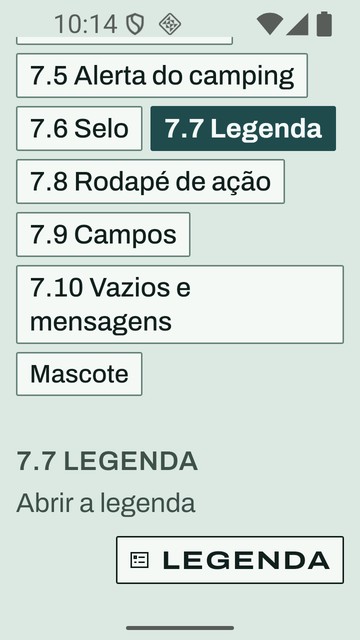 10:14
7.5 Alerta do camping
7.6 Selo
7.7 Legenda
7.8 Rodapé de ação
7.9 Campos
7.10 Vazios e
mensagens
Mascote
7.7 LEGENDA
Abrir a legenda
LEGENDA